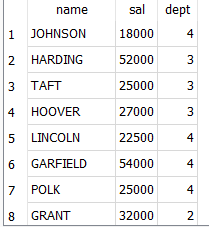 name sal dept
1 JOHNSON 18000 4
2 HARDING 52000 3
3 TAFT 25000 3
4 HOOVER 27000 3
5 LINCOLN 22500 4
6 GARFIELD 54000 4
7 POLK 25000 4
8 GRANT 32000 2